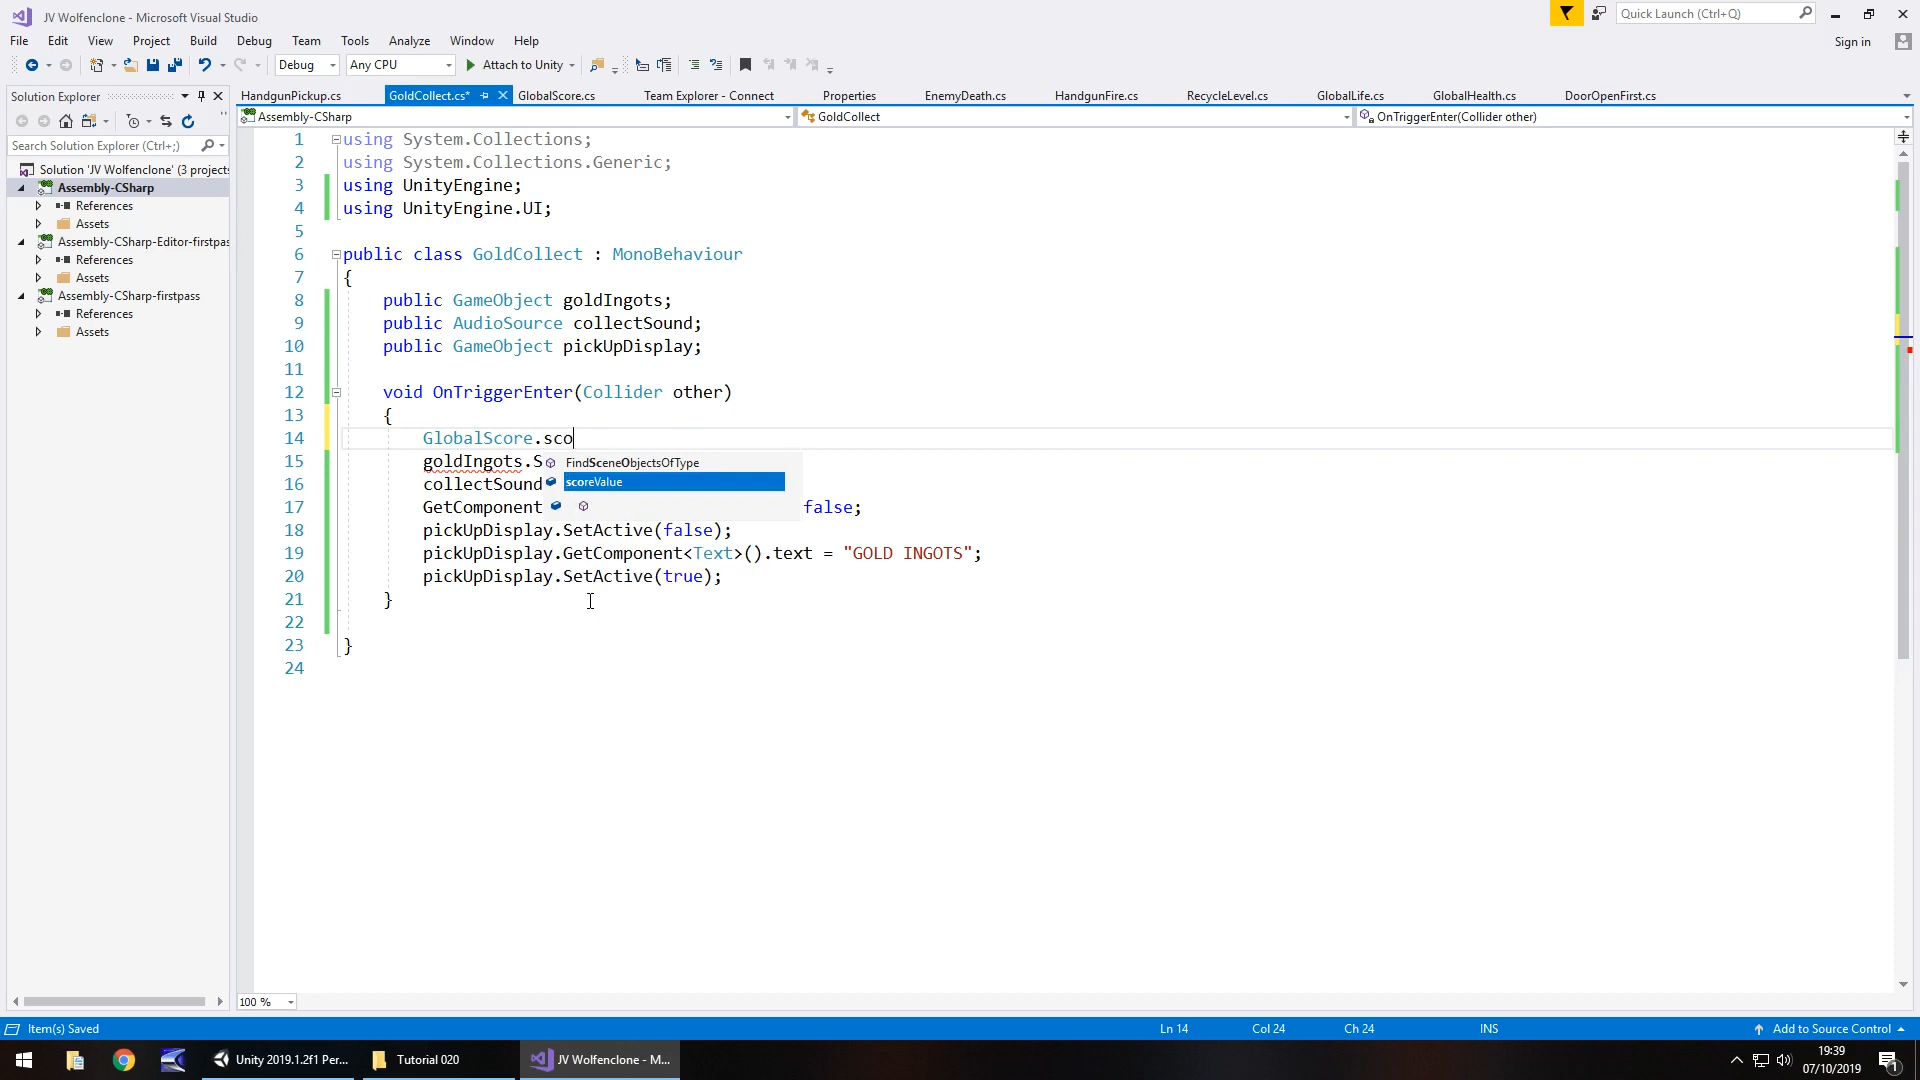 JV Wolfenclone - Microsoft Visual Studio
Quick Launch (Ctrl+Q)
File Edit View Project Build Debug Team Tools Analyze Window Help
Sign in
Debug Any CPU Attach to Unity
Solution Explorer
HandgunPickup.cs GoldCollect.cs* GlobalScore.cs Team Explorer - Connect Properties EnemyDeath.cs HandgunFire.cs RecycleLevel.cs GlobalLife.cs GlobalHealth.cs DoorOpenFirst.cs
Assembly-CSharp GoldCollect OnTriggerEnter(Collider other)
Search Solution Explorer (Ctrl+;)
Solution 'JV Wolfenclone' (3 projects
Assembly-CSharp
References
Assets
Assembly-CSharp-Editor-firstpas
References
Assets
Assembly-CSharp-firstpass
References
Assets
1 using System.Collections;
2 using System.Collections.Generic;
3 using UnityEngine;
4 using UnityEngine.UI;
5
6 public class GoldCollect : MonoBehaviour
7 {
8 public GameObject goldIngots;
9 public AudioSource collectSound;
10 public GameObject pickUpDisplay;
11
12 void OnTriggerEnter(Collider other)
13 {
14 GlobalScore.sco
15 goldIngots.S
FindSceneObjectsOfType
scoreValue
16 collectSound
17 GetComponent false;
18 pickUpDisplay.SetActive(false);
19 pickUpDisplay.GetComponent<Text>().text = "GOLD INGOTS";
20 pickUpDisplay.SetActive(true);
21 }
22
23 }
24
100 %
Item(s) Saved Ln 14 Col 24 Ch 24 INS Add to Source Control
Unity 2019.1.2f1 Per... Tutorial 020 JV Wolfenclone - M...
19:39
07/10/2019
1